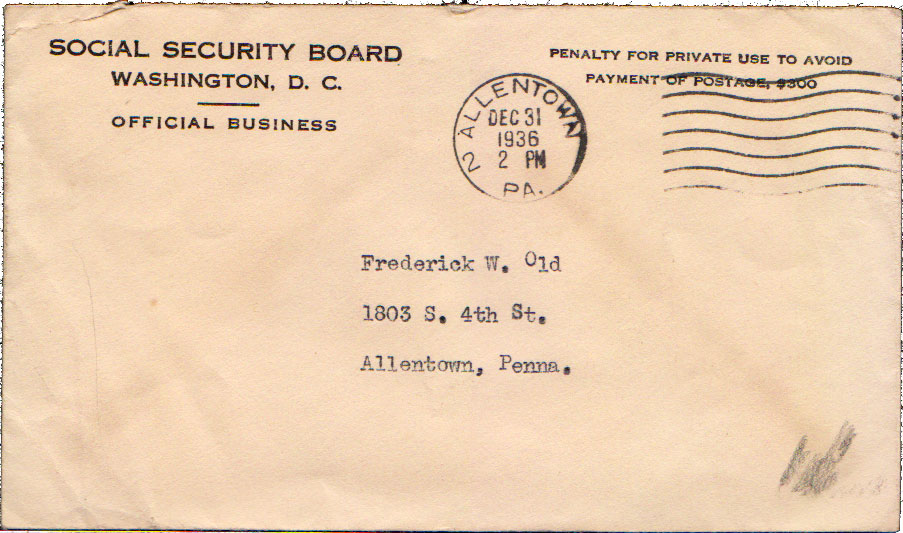 SOCIAL SECURITY BOARD
WASHINGTON, D. C.
OFFICIAL BUSINESS
PENALTY FOR PRIVATE USE TO AVOID
PAYMENT OF POSTAGE, $300
2 ALLENTOWN PA.
DEC 31
1936
2 PM
Frederick W. Old
1803 S. 4th St.
Allentown, Penna.